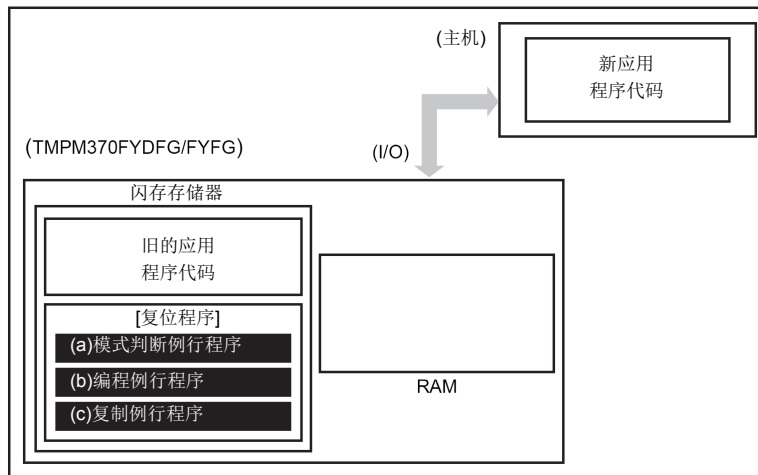 (主机)
新应用
程序代码
(TMPM370FYDFG/FYFG)
(I/O)
闪存存储器
旧的应用
程序代码
[复位程序]
(a)模式判断例行程序
(b)编程例行程序
(c)复制例行程序
RAM